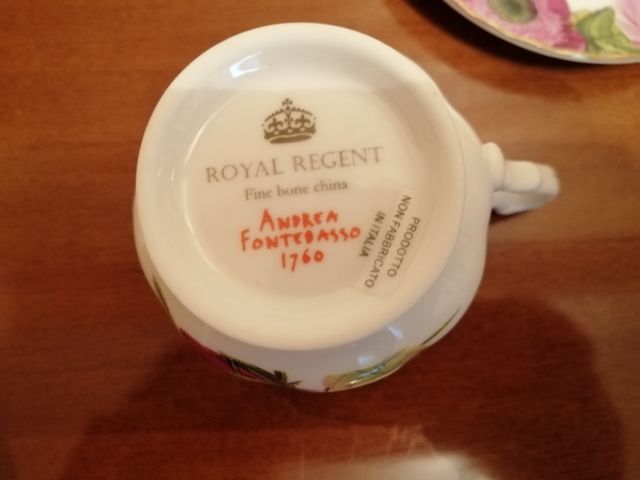 ROYAL REGENT
Fine bone china
ANDREA
FONTEBASSO
1760
PRODOTTO
NON FABBRICATO
IN ITALIA